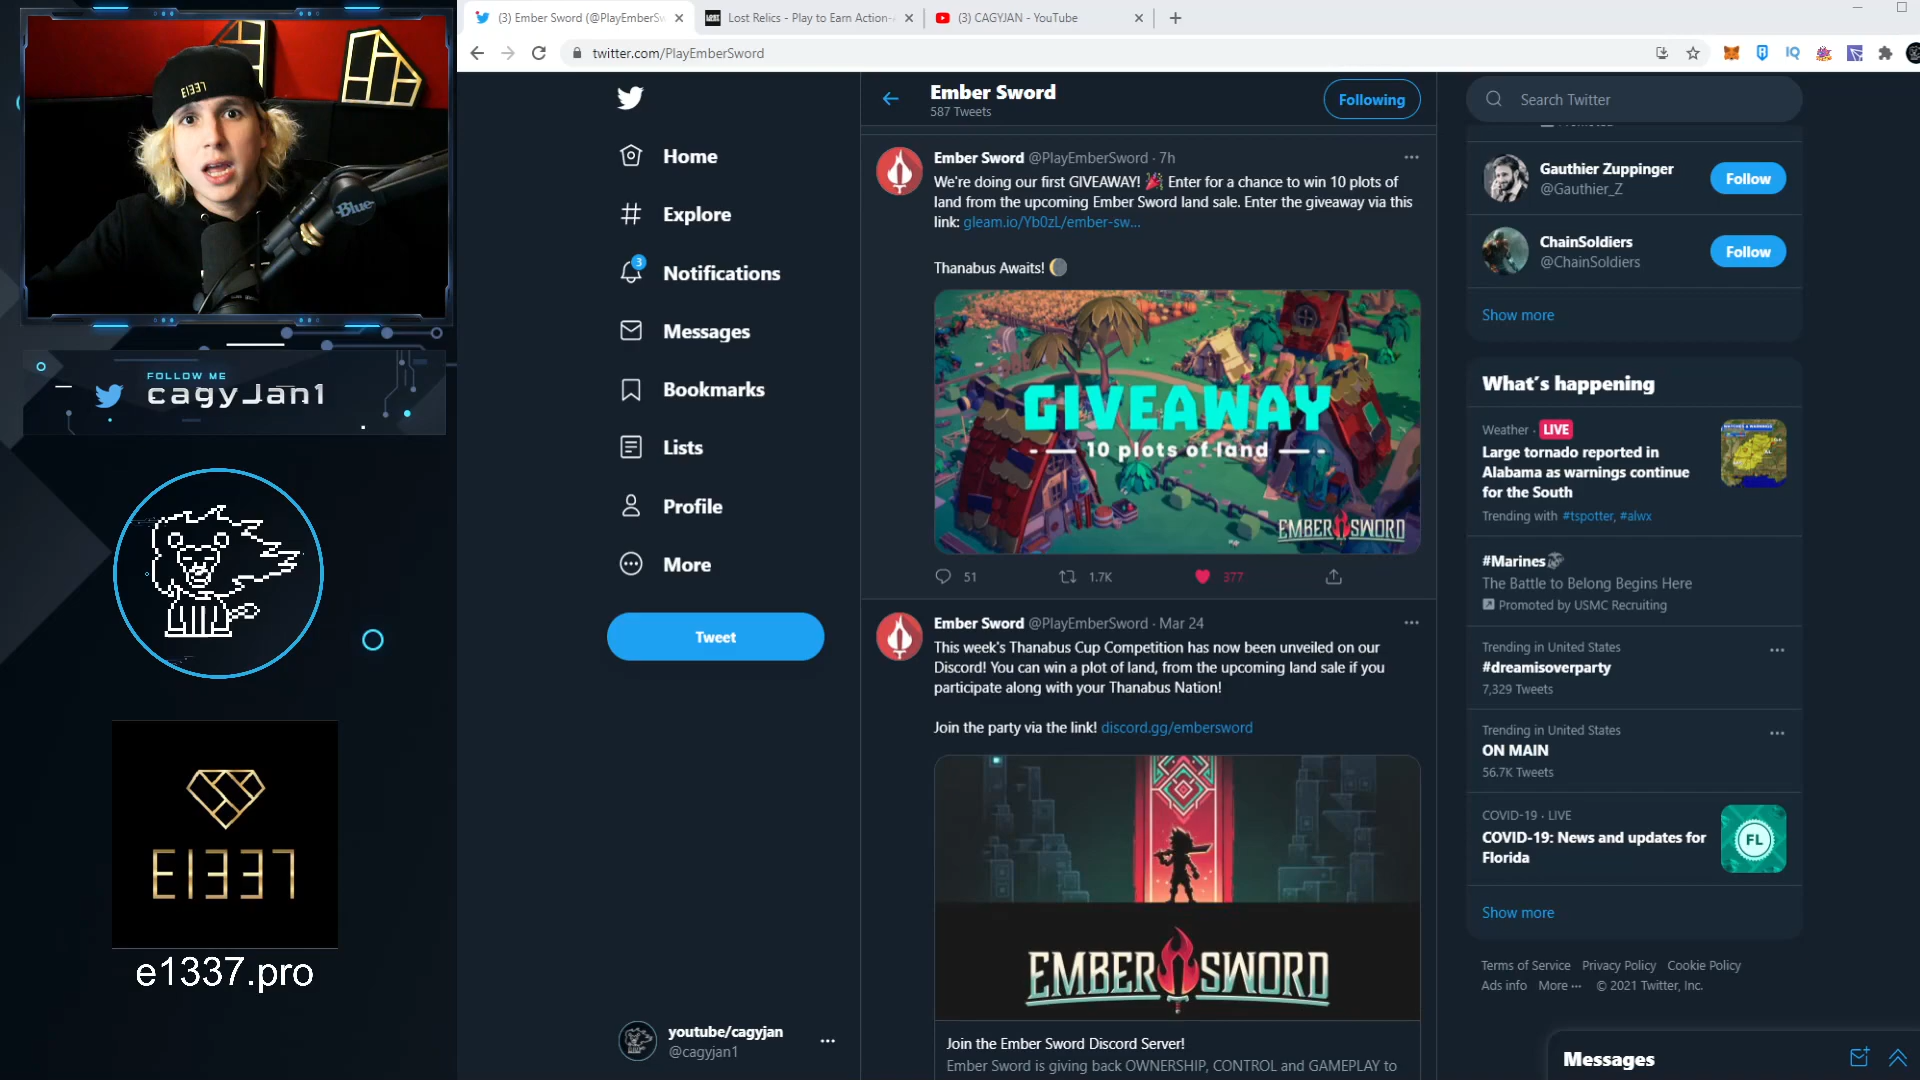 (3) Ember Sword (@PlayEmberSw
Lost Relics - Play to Earn Action-
(3) CAGYJAN - YouTube
twitter.com/PlayEmberSword
E1337
Blue
FOLLOW ME
cagyJan1
E1337
e1337.pro
Home
Explore
3
Notifications
Messages
Bookmarks
Lists
Profile
More
Tweet
youtube/cagyjan
@cagyjan1
Ember Sword
587 Tweets
Following
Ember Sword @PlayEmberSword · 7h
We're doing our first GIVEAWAY! 🎉 Enter for a chance to win 10 plots of
land from the upcoming Ember Sword land sale. Enter the giveaway via this
link: gleam.io/Yb0zL/ember-sw...
Thanabus Awaits! 🌘
GIVEAWAY
10 plots of land
EMBER SWORD
51
1.7K
377
Ember Sword @PlayEmberSword · Mar 24
This week's Thanabus Cup Competition has now been unveiled on our
Discord! You can win a plot of land, from the upcoming land sale if you
participate along with your Thanabus Nation!
Join the party via the link! discord.gg/embersword
EMBER SWORD
Join the Ember Sword Discord Server!
Ember Sword is giving back OWNERSHIP, CONTROL and GAMEPLAY to
Search Twitter
Gauthier Zuppinger
@Gauthier_Z
Follow
ChainSoldiers
@ChainSoldiers
Follow
Show more
What's happening
Weather · LIVE
Large tornado reported in
Alabama as warnings continue
for the South
Trending with #tspotter, #alwx
#Marines
The Battle to Belong Begins Here
Promoted by USMC Recruiting
Trending in United States
#dreamisoverparty
7,329 Tweets
Trending in United States
ON MAIN
56.7K Tweets
COVID-19 · LIVE
COVID-19: News and updates for
Florida
FL
Show more
Terms of Service Privacy Policy Cookie Policy
Ads info More ··· © 2021 Twitter, Inc.
Messages